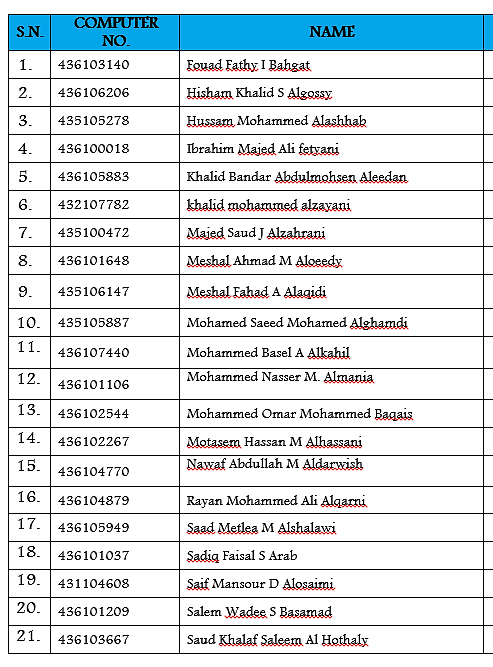 S.N. COMPUTER NO. NAME
1. 436103140 Fouad Fathy I Bahgat
2. 436106206 Hisham Khalid S Algossy
3. 435105278 Hussam Mohammed Alashhab
4. 436100018 Ibrahim Majed Ali fetyani
5. 436105883 Khalid Bandar Abdulmohsen Aleedan
6. 432107782 khalid mohammed alzayani
7. 435100472 Majed Saud J Alzahrani
8. 436101648 Meshal Ahmad M Aloeedy
9. 435106147 Meshal Fahad A Alaqidi
10. 435105887 Mohamed Saeed Mohamed Alghamdi
11. 436107440 Mohammed Basel A Alkahil
12. 436101106 Mohammed Nasser M. Almania
13. 436102544 Mohammed Omar Mohammed Baqais
14. 436102267 Motasem Hassan M Alhassani
15. 436104770 Nawaf Abdullah M Aldarwish
16. 436104879 Rayan Mohammed Ali Alqarni
17. 436105949 Saad Metlea M Alshalawi
18. 436101037 Sadiq Faisal S Arab
19. 431104608 Saif Mansour D Alosaimi
20. 436101209 Salem Wadee S Basamad
21. 436103667 Saud Khalaf Saleem Al Hothaly